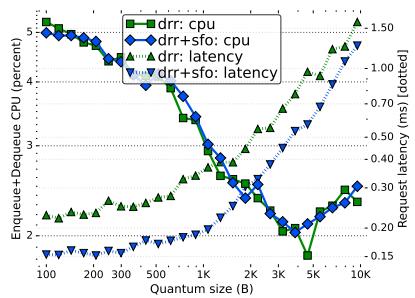 drr: cpu
drr+sfo: cpu
drr: latency
drr+sfo: latency
Enqueue+Dequeue CPU (percent)
5
4
3
2
Request latency (ms) [dotted]
1.50
1.00
0.70
0.50
0.40
0.30
0.20
0.15
100 200 300 500 1K 2K 3K 5K 10K
Quantum size (B)